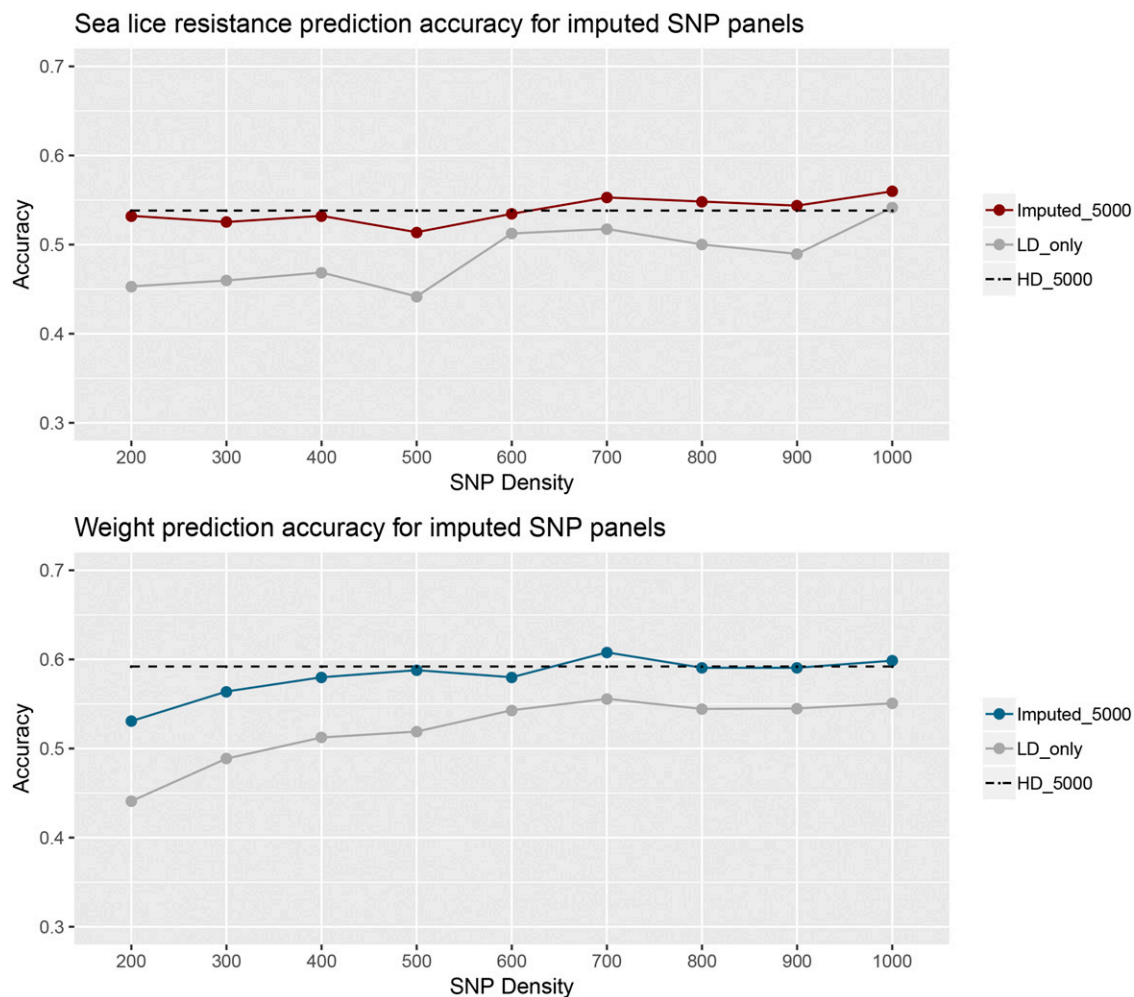 Sea lice resistance prediction accuracy for imputed SNP panels
0.7
0.6
0.5
0.4
0.3
Accuracy
200 300 400 500 600 700 800 900 1000
SNP Density
Imputed_5000
LD_only
HD_5000
Weight prediction accuracy for imputed SNP panels
0.7
0.6
0.5
0.4
0.3
Accuracy
200 300 400 500 600 700 800 900 1000
SNP Density
Imputed_5000
LD_only
HD_5000